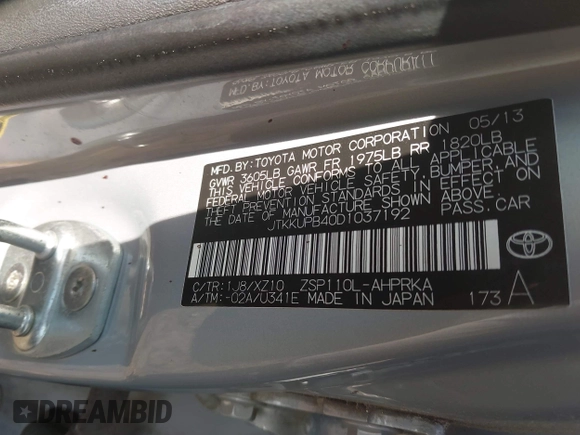 MFD. BY: TOYOTA MOTOR CORPORATION 05/13
GVWR 3605LB GAWR FR 1975LB RR 1820LB
THIS VEHICLE CONFORMS TO ALL APPLICABLE
FEDERAL MOTOR VEHICLE SAFETY, BUMPER, AND
THEFT PREVENTION STANDARDS IN EFFECT ON
THE DATE OF MANUFACTURE SHOWN ABOVE.
JTKKUPB40D1037192 PASS. CAR
C/TR: 1J8/XZ10 ZSP110L-AHPRKA
A/TM: -02A/U341E MADE IN JAPAN 173 A
TOYOTA
DREAMBID